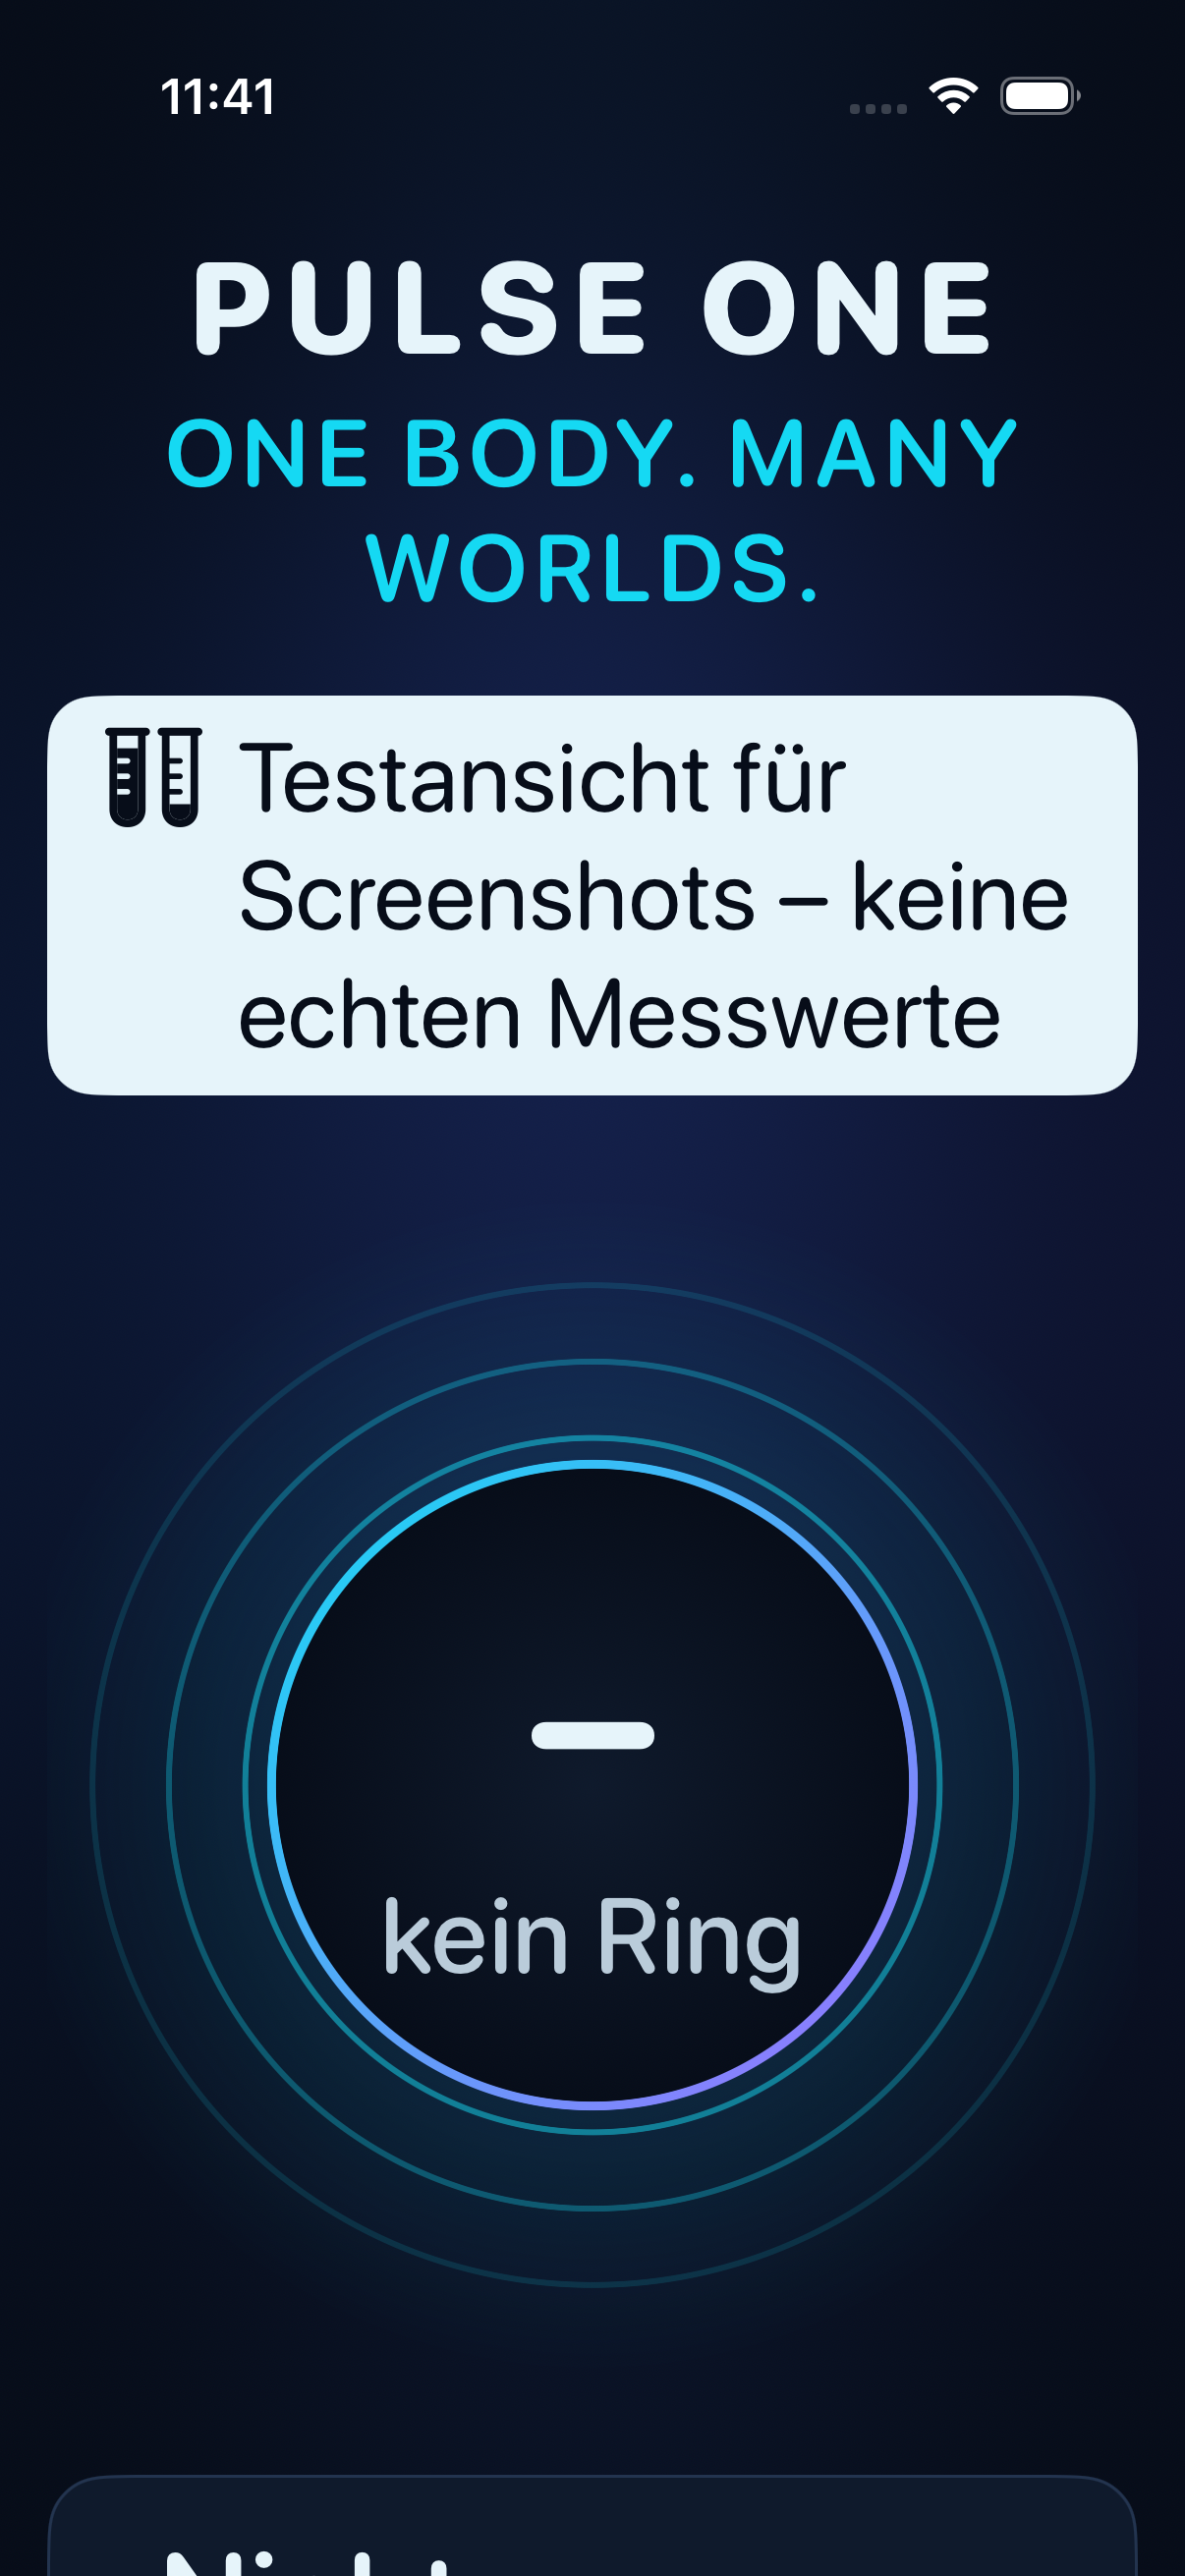 11:41
PULSE ONE
ONE BODY. MANY
WORLDS.
Testansicht für
Screenshots – keine
echten Messwerte
–
kein Ring